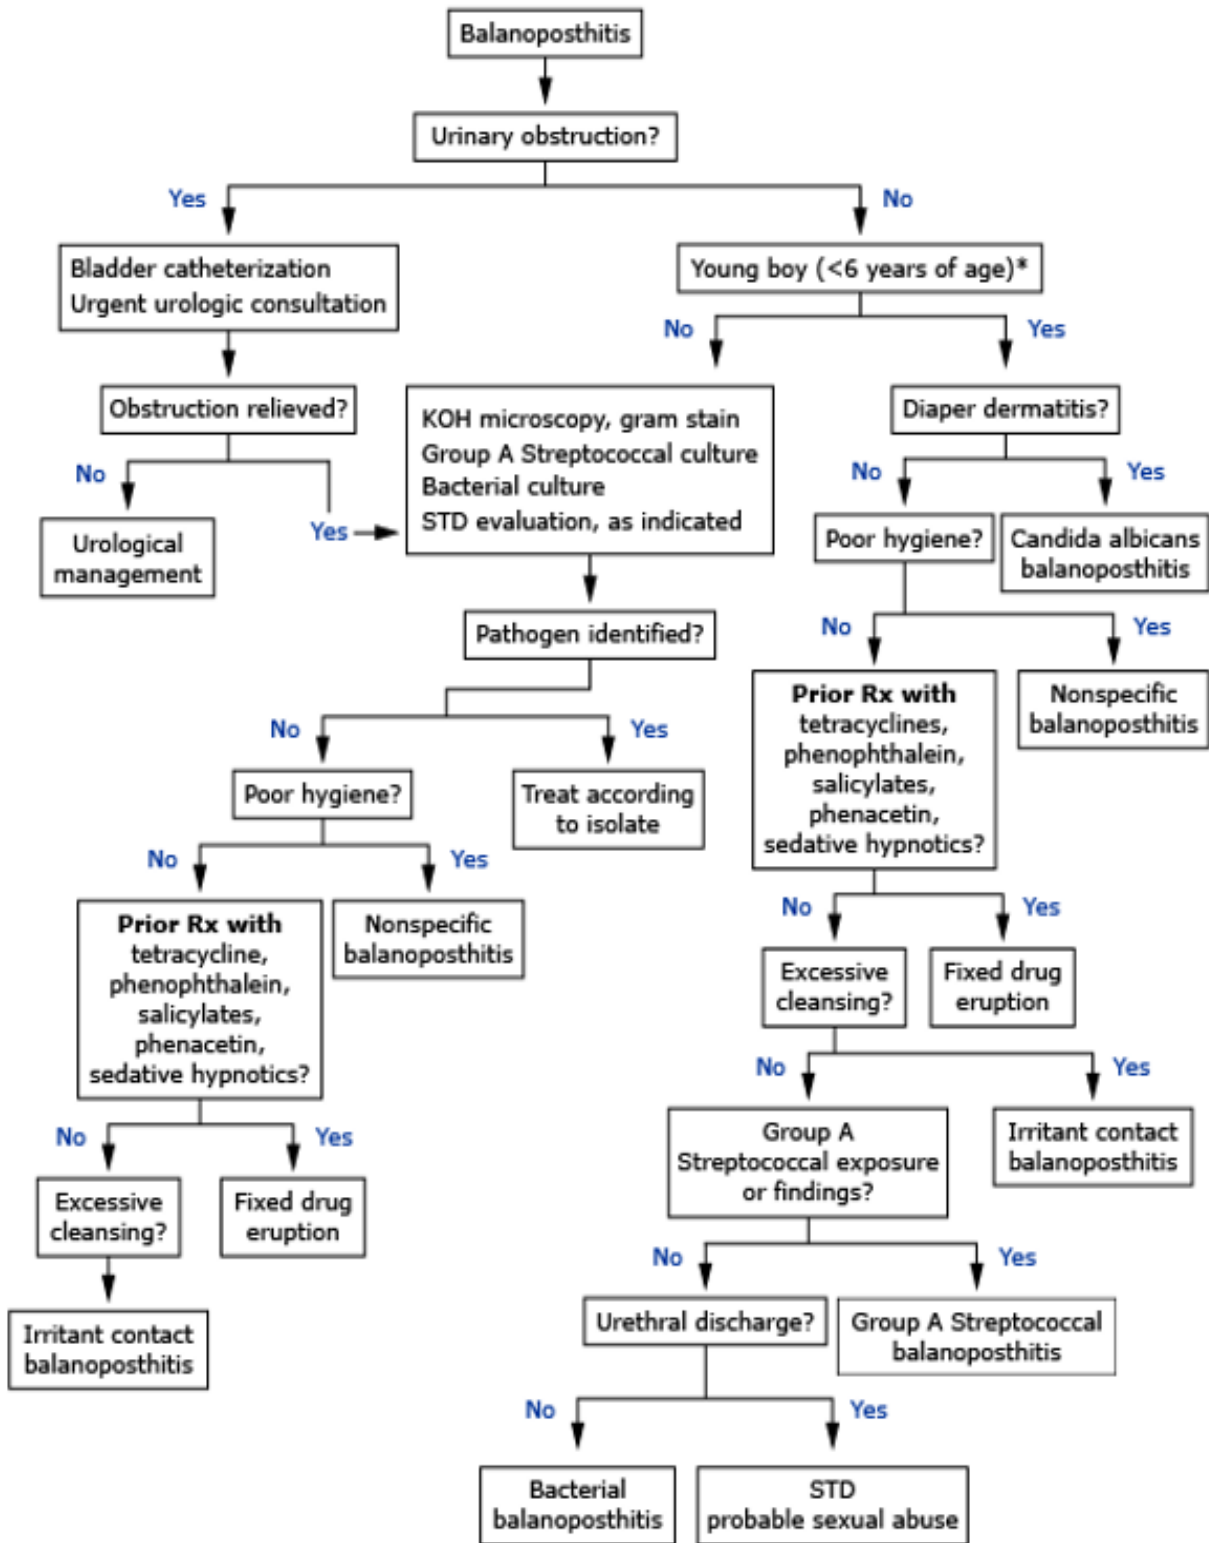 Balanoposthitis
Urinary obstruction?
Yes
No
Bladder catheterization
Urgent urologic consultation
Young boy (<6 years of age)*
No
Yes
Obstruction relieved?
KOH microscopy, gram stain
Group A Streptococcal culture
Bacterial culture
STD evaluation, as indicated
Diaper dermatitis?
No
Yes
No
Yes
Urological
management
Poor hygiene?
Candida albicans
balanoposthitis
Pathogen identified?
No
Yes
No
Yes
Prior Rx with
tetracyclines,
phenophthalein,
salicylates,
phenacetin,
sedative hypnotics?
Nonspecific
balanoposthitis
Poor hygiene?
Treat according
to isolate
No
Yes
No
Yes
Prior Rx with
tetracycline,
phenophthalein,
salicylates,
phenacetin,
sedative hypnotics?
Nonspecific
balanoposthitis
Excessive
cleansing?
Fixed drug
eruption
No
Yes
No
Yes
Group A
Streptococcal exposure
or findings?
Irritant contact
balanoposthitis
Excessive
cleansing?
Fixed drug
eruption
No
Yes
Irritant contact
balanoposthitis
Urethral discharge?
Group A Streptococcal
balanoposthitis
No
Yes
Bacterial
balanoposthitis
STD
probable sexual abuse